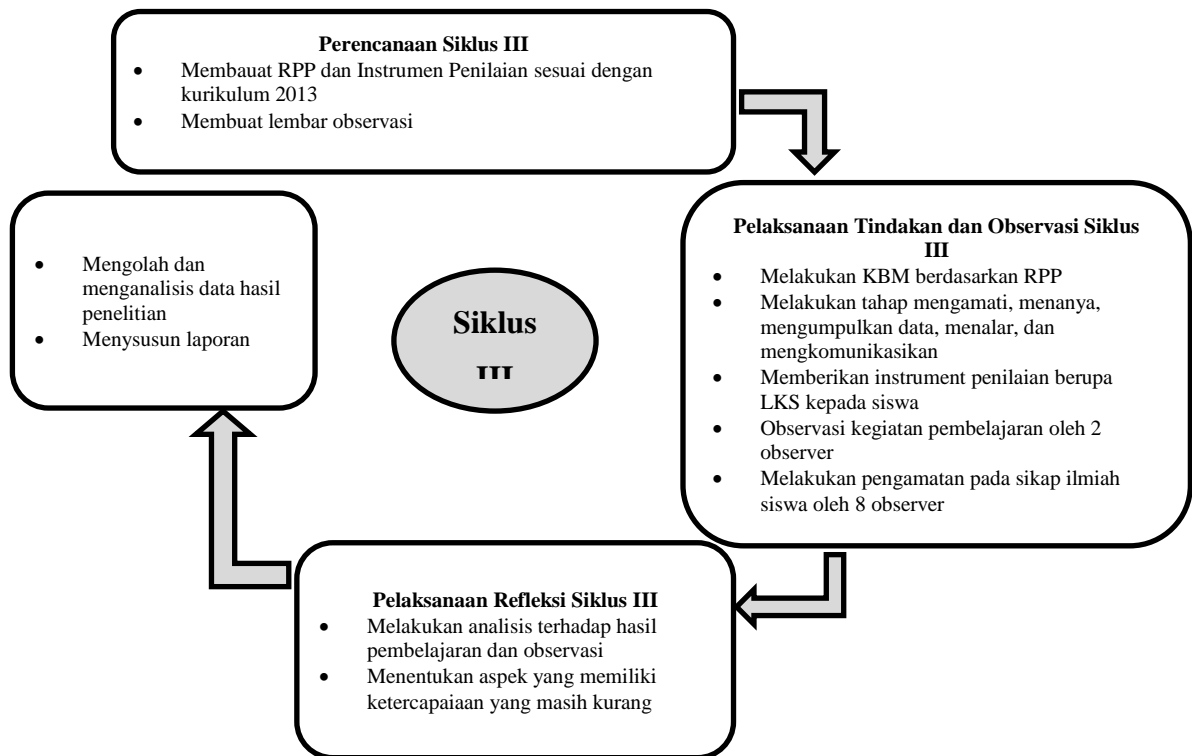 Perencanaan Siklus III
• Membauat RPP dan Instrumen Penilaian sesuai dengan
kurikulum 2013
• Membuat lembar observasi
Pelaksanaan Tindakan dan Observasi Siklus
III
• Melakukan KBM berdasarkan RPP
• Melakukan tahap mengamati, menanya,
mengumpulkan data, menalar, dan
mengkomunikasikan
• Memberikan instrument penilaian berupa
LKS kepada siswa
• Observasi kegiatan pembelajaran oleh 2
observer
• Melakukan pengamatan pada sikap ilmiah
siswa oleh 8 observer
Pelaksanaan Refleksi Siklus III
• Melakukan analisis terhadap hasil
pembelajaran dan observasi
• Menentukan aspek yang memiliki
ketercapaiaan yang masih kurang
• Mengolah dan
menganalisis data hasil
penelitian
• Menysusun laporan
Siklus
III